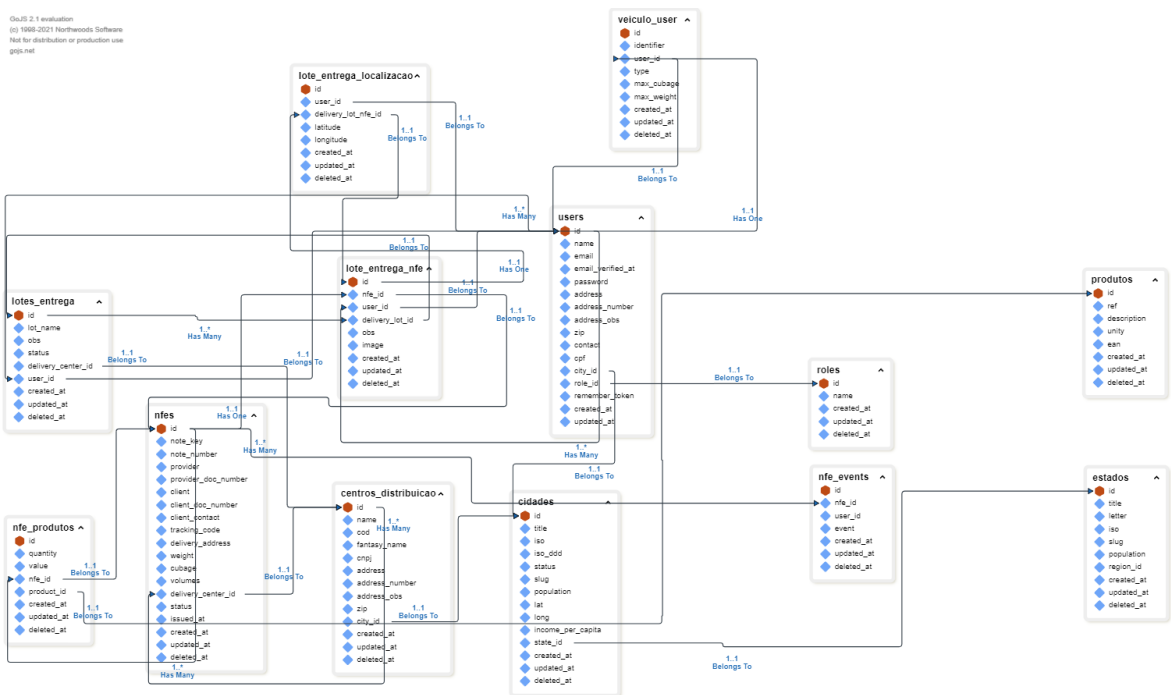 GoJS 2.1 evaluation
(c) 1998-2021 Northwoods Software
Not for distribution or production use
gojs.net
veiculo_user
id
identifier
user_id
type
max_cubage
max_weight
created_at
updated_at
deleted_at
1..1
Belongs To
1..1
Has One
lote_entrega_localizacao
id
user_id
delivery_lot_nfe_id
latitude
longitude
created_at
updated_at
deleted_at
1..1
Belongs To
1..1
Belongs To
1..*
Has Many
users
id
name
email
email_verified_at
password
address
address_number
address_obs
zip
contact
cpf
city_id
role_id
remember_token
created_at
updated_at
1..1
Belongs To
1..1
Has One
1..1
Belongs To
lote_entrega_nfe
id
nfe_id
user_id
delivery_lot_id
obs
image
created_at
updated_at
deleted_at
1..1
Belongs To
lotes_entrega
id
lot_name
obs
status
delivery_center_id
user_id
created_at
updated_at
deleted_at
1..*
Has Many
1..1
Belongs To
1..1
Belongs To
produtos
id
ref
description
unity
ean
created_at
updated_at
deleted_at
roles
id
name
created_at
updated_at
deleted_at
1..1
Belongs To
nfes
id
note_key
note_number
provider
provider_doc_number
client
client_doc_number
client_contact
tracking_code
delivery_address
weight
cubage
volumes
delivery_center_id
status
issued_at
created_at
updated_at
deleted_at
1..1
Has One
1..*
Has Many
1..*
Has Many
1..1
Belongs To
centros_distribuicao
id
name
cod
fantasy_name
cnpj
address
address_number
address_obs
zip
city_id
created_at
updated_at
deleted_at
1..*
Has Many
1..1
Belongs To
cidades
id
title
iso
iso_ddd
status
slug
population
lat
long
income_per_capita
state_id
created_at
updated_at
deleted_at
1..1
Belongs To
nfe_events
id
nfe_id
user_id
event
created_at
updated_at
deleted_at
estados
id
title
letter
iso
slug
population
region_id
created_at
updated_at
deleted_at
nfe_produtos
id
quantity
value
nfe_id
product_id
created_at
updated_at
deleted_at
1..1
Belongs To
1..1
Belongs To
1..*
Has Many
1..1
Belongs To